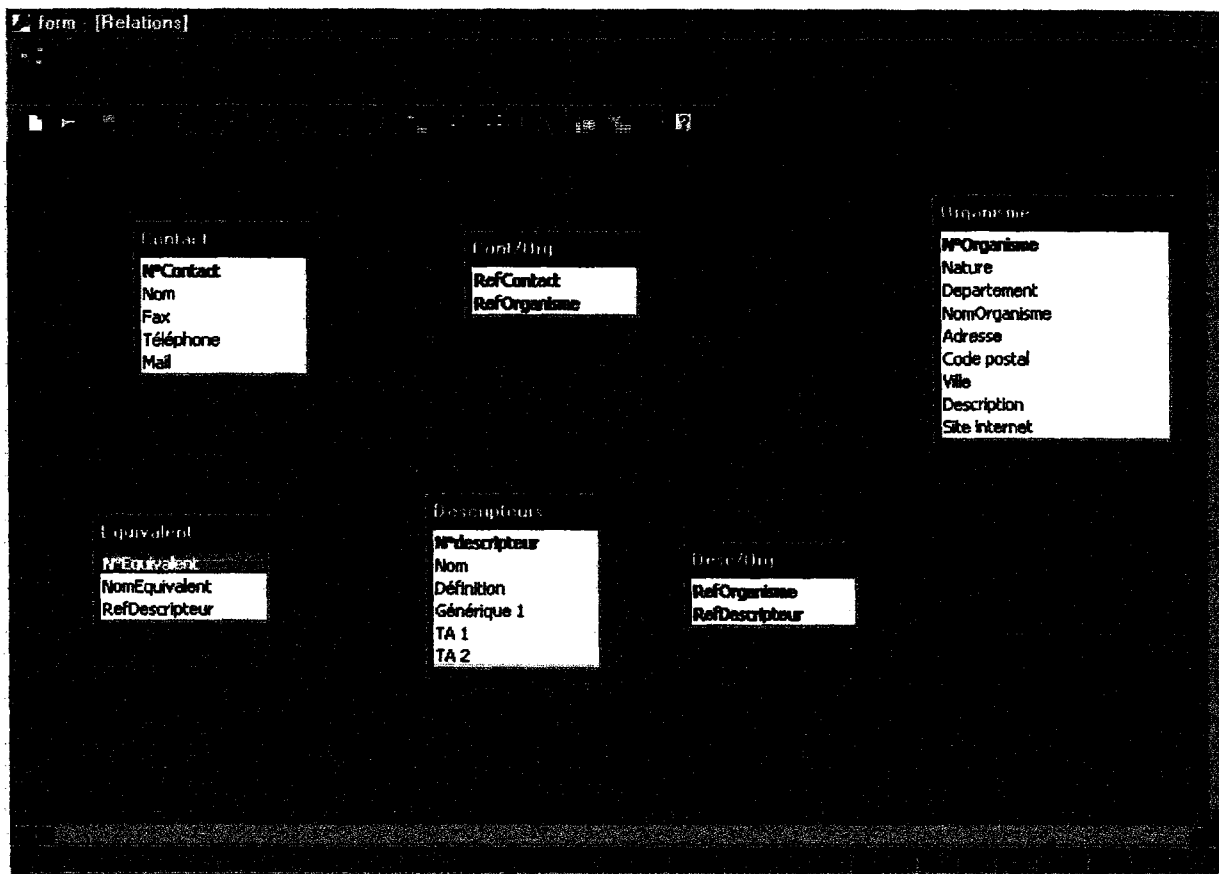 form - [Relations]
Contact
N°Contact
Nom
Fax
Téléphone
Mail
Cont/Org
RefContact
RefOrganisme
Organisme
N°Organisme
Nature
Departement
NomOrganisme
Adresse
Code postal
Ville
Description
Site internet
Equivalent
N°Equivalent
NomEquivalent
RefDescripteur
Descripteurs
N°descripteur
Nom
Définition
Générique 1
TA 1
TA 2
Desc/Org
RefOrganisme
RefDescripteur